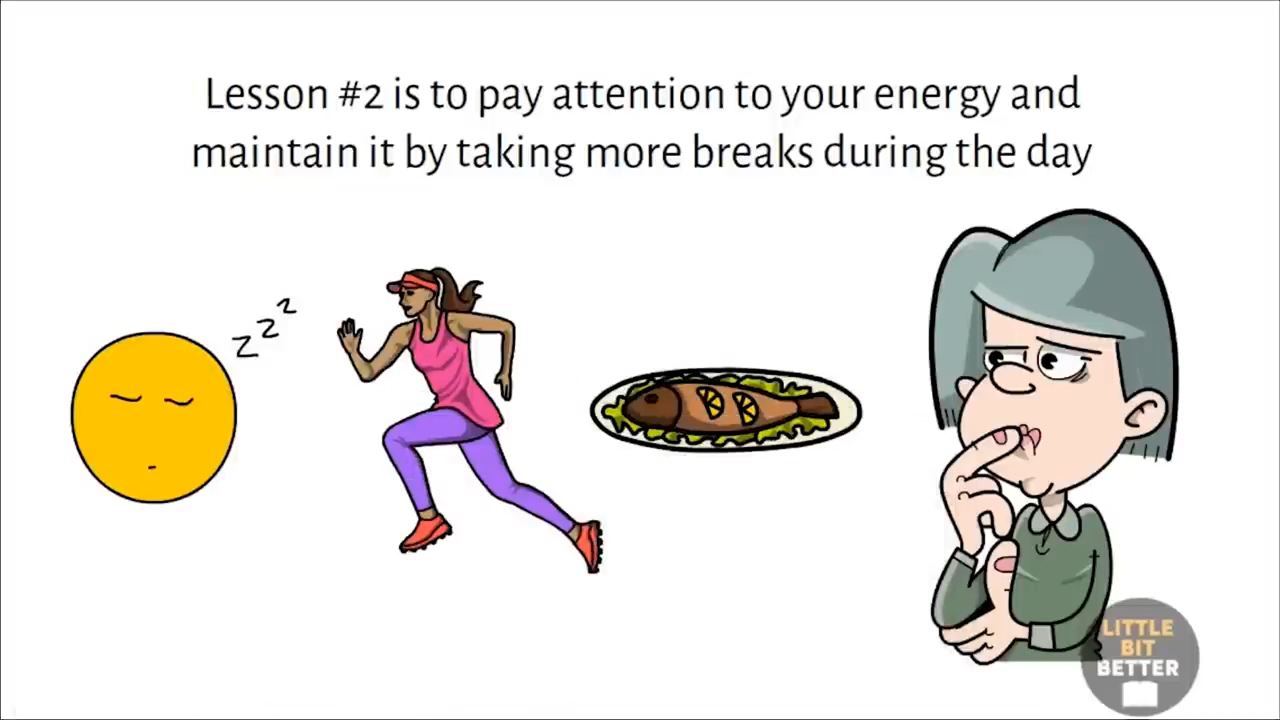 Lesson #2 is to pay attention to your energy and
maintain it by taking more breaks during the day
z z z
LITTLE
BIT
BETTER